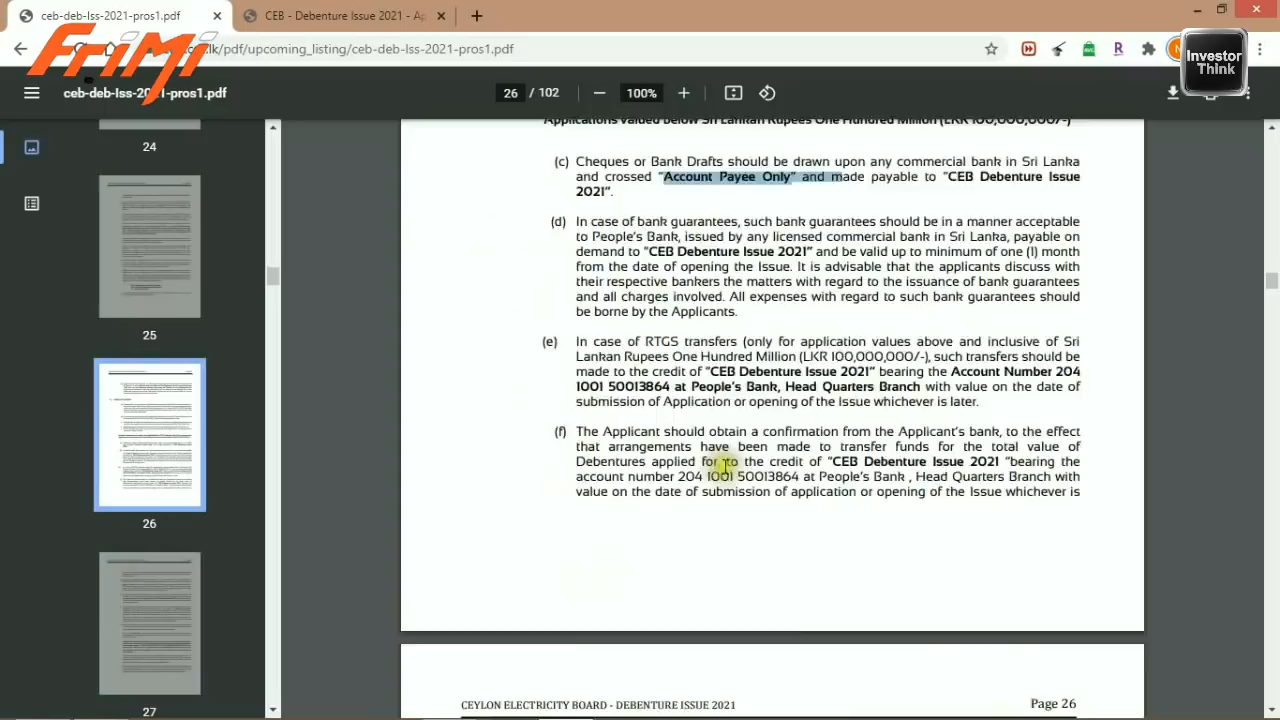 ceb-deb-Iss-2021-pros1.pdf
CEB - Debenture Issue 2021 - Ap
FriMi
.lk/pdf/upcoming_listing/ceb-deb-Iss-2021-pros1.pdf
Investor
Think
ceb-deb-Iss-2021-pros1.pdf
26 / 102
100%
24
25
26
27
Applications valued below Sri Lankan Rupees One Hundred Million (LKR 100,000,000/-)
(c) Cheques or Bank Drafts should be drawn upon any commercial bank in Sri Lanka
and crossed "Account Payee Only" and made payable to "CEB Debenture Issue
2021".
(d) In case of bank guarantees, such bank guarantees should be in a manner acceptable
to People's Bank, issued by any licensed commercial bank in Sri Lanka, payable on
demand to "CEB Debenture Issue 2021" and be valid up to minimum of one (1) month
from the date of opening the Issue. It is advisable that the applicants discuss with
their respective bankers the matters with regard to the issuance of bank guarantees
and all charges involved. All expenses with regard to such bank guarantees should
be borne by the Applicants.
(e) In case of RTGS transfers (only for application values above and inclusive of Sri
Lankan Rupees One Hundred Million (LKR 100,000,000/-), such transfers should be
made to the credit of "CEB Debenture Issue 2021" bearing the Account Number 204
1001 50013864 at People's Bank, Head Quarters Branch with value on the date of
submission of Application or opening of the Issue whichever is later.
(f) The Applicant should obtain a confirmation from the Applicant's bank, to the effect
that arrangements have been made to transfer funds for the total value of
Debentures applied for to the credit of "CEB Debenture Issue 2021 "bearing the
account number 204 1001 50013864 at People's Bank , Head Quarters Branch with
value on the date of submission of application or opening of the Issue whichever is
CEYLON ELECTRICITY BOARD - DEBENTURE ISSUE 2021
Page 26